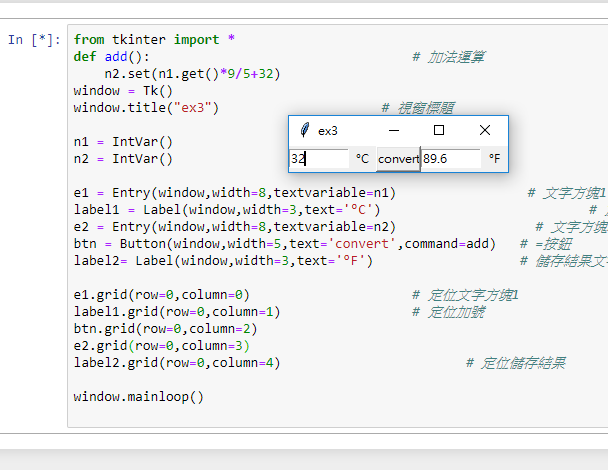 In [*]: from tkinter import *
def add():                                  # 加法運算
    n2.set(n1.get()*9/5+32)
window = Tk()
window.title("ex3")                     # 視窗標題
ex3
n1 = IntVar()
n2 = IntVar()
32 °C convert 89.6 °F
e1 = Entry(window,width=8,textvariable=n1)                 # 文字方塊1
label1 = Label(window,width=3,text='°C')                           #
e2 = Entry(window,width=8,textvariable=n2)                  # 文字方塊
btn = Button(window,width=5,text='convert',command=add)   # =按鈕
label2= Label(window,width=3,text='°F')                   # 儲存結果文
e1.grid(row=0,column=0)                     # 定位文字方塊1
label1.grid(row=0,column=1)                 # 定位加號
btn.grid(row=0,column=2)
e2.grid(row=0,column=3)
label2.grid(row=0,column=4)                        # 定位儲存結果
window.mainloop()